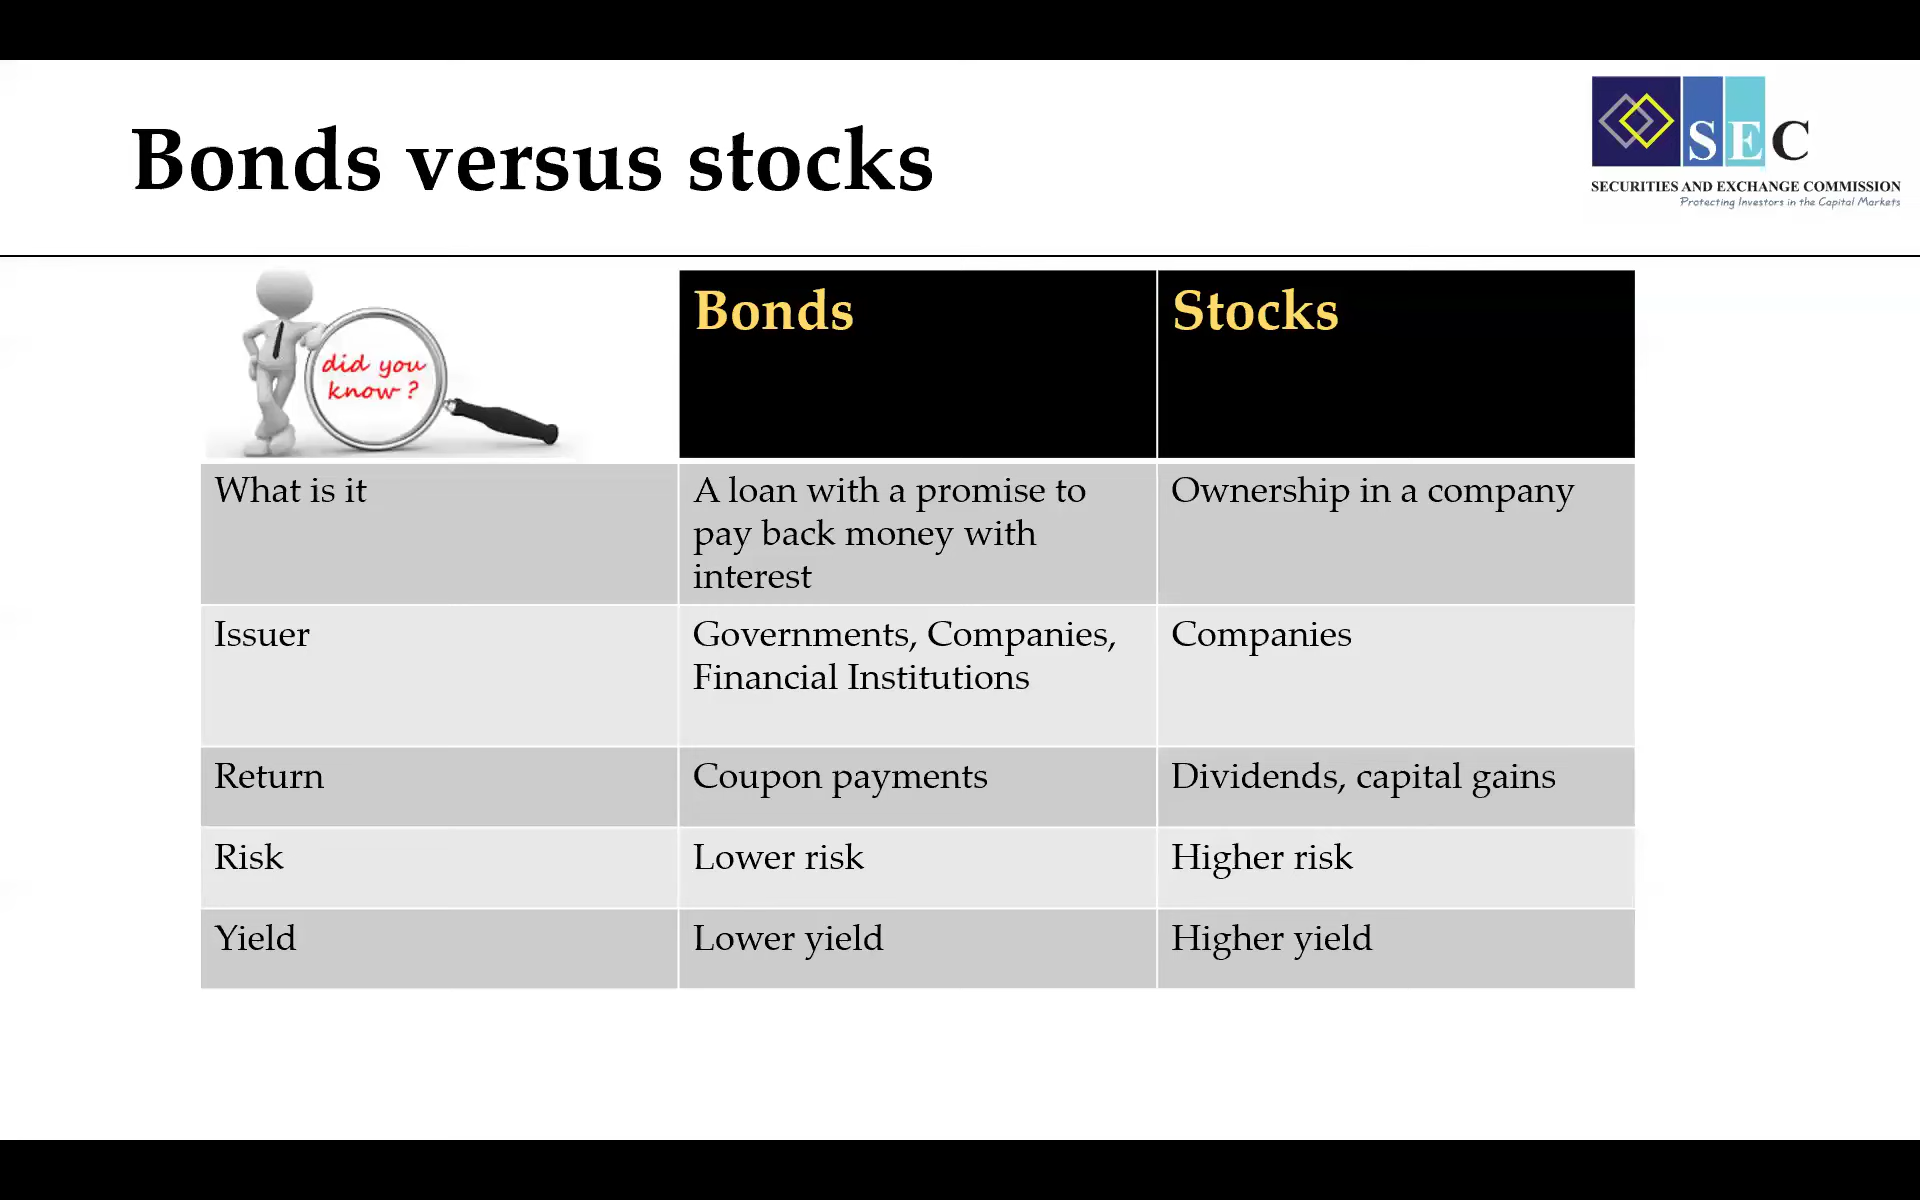 Bonds versus stocks
SEC
SECURITIES AND EXCHANGE COMMISSION
Protecting Investors in the Capital Markets
did you
know ?
Bonds
Stocks
What is it
A loan with a promise to
pay back money with
interest
Ownership in a company
Issuer
Governments, Companies,
Financial Institutions
Companies
Return
Coupon payments
Dividends, capital gains
Risk
Lower risk
Higher risk
Yield
Lower yield
Higher yield